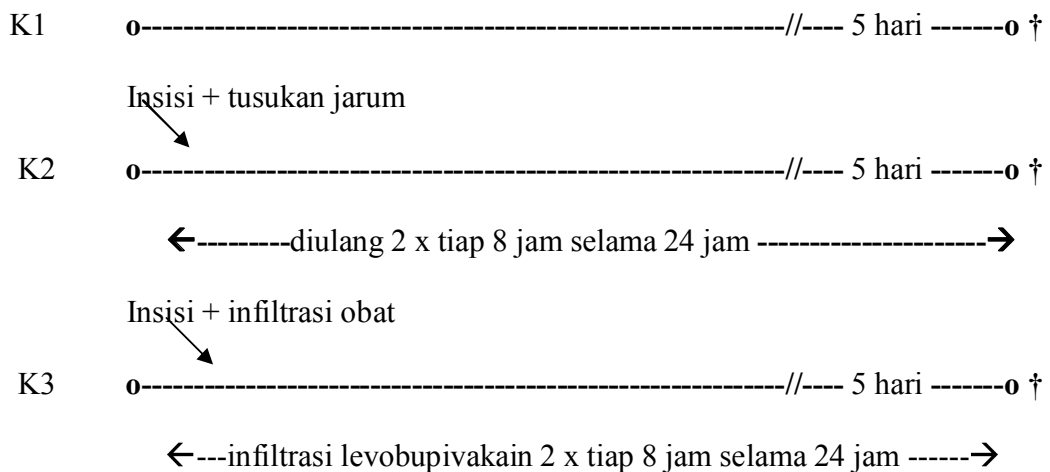 K1 o--------------------------------------------------------------//---- 5 hari -------o †
Insisi + tusukan jarum
K2 o--------------------------------------------------------------//---- 5 hari -------o †
←---------diulang 2 x tiap 8 jam selama 24 jam ----------------------→
Insisi + infiltrasi obat
K3 o--------------------------------------------------------------//---- 5 hari -------o †
←---infiltrasi levobupivakain 2 x tiap 8 jam selama 24 jam ------→